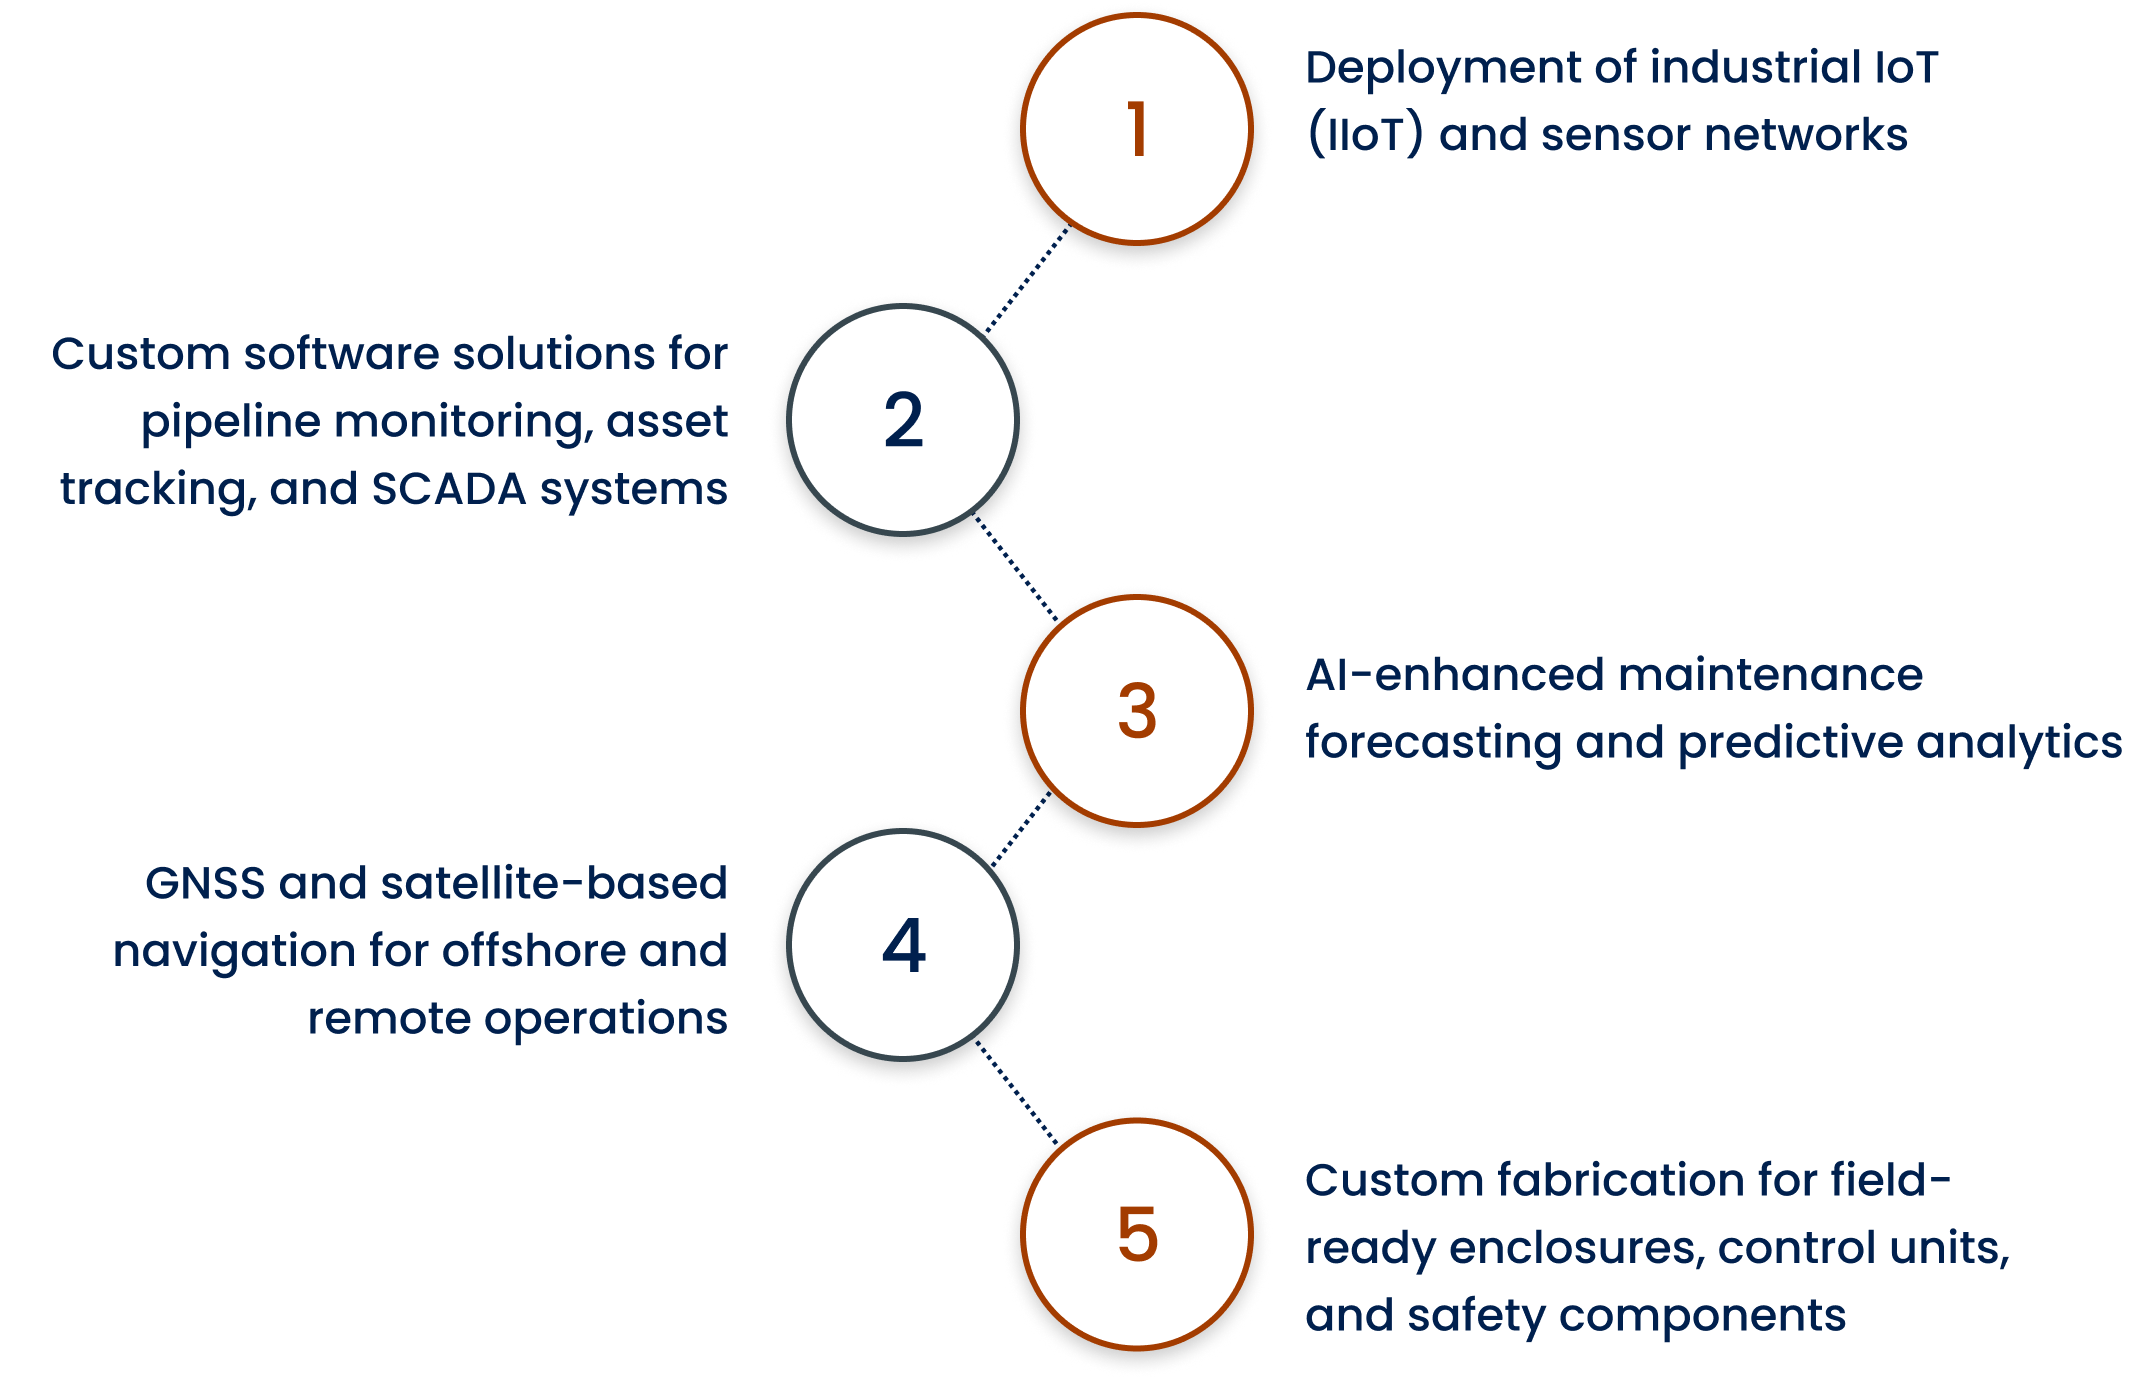 1
Deployment of industrial IoT
(IIoT) and sensor networks
2
Custom software solutions for
pipeline monitoring, asset
tracking, and SCADA systems
3
AI-enhanced maintenance
forecasting and predictive analytics
4
GNSS and satellite-based
navigation for offshore and
remote operations
5
Custom fabrication for field-
ready enclosures, control units,
and safety components